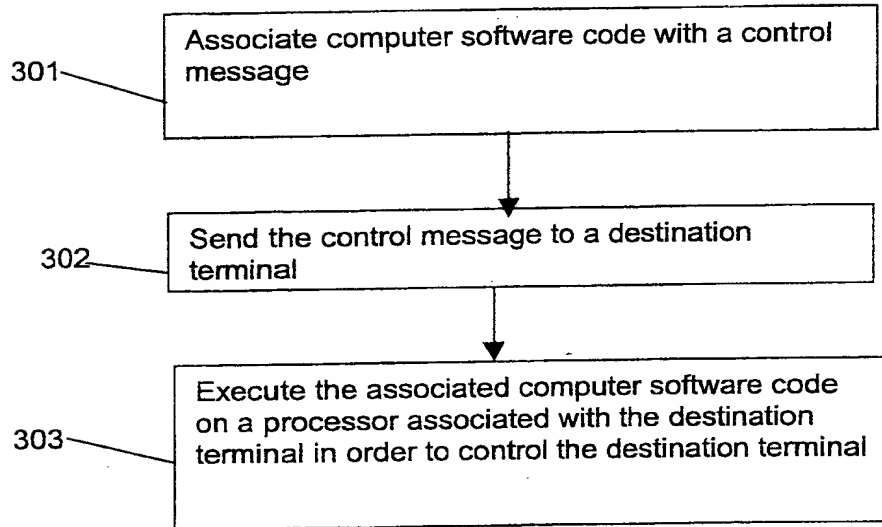 Associate computer software code with a control
message
301
Send the control message to a destination
terminal
302
Execute the associated computer software code
on a processor associated with the destination
terminal in order to control the destination terminal
303